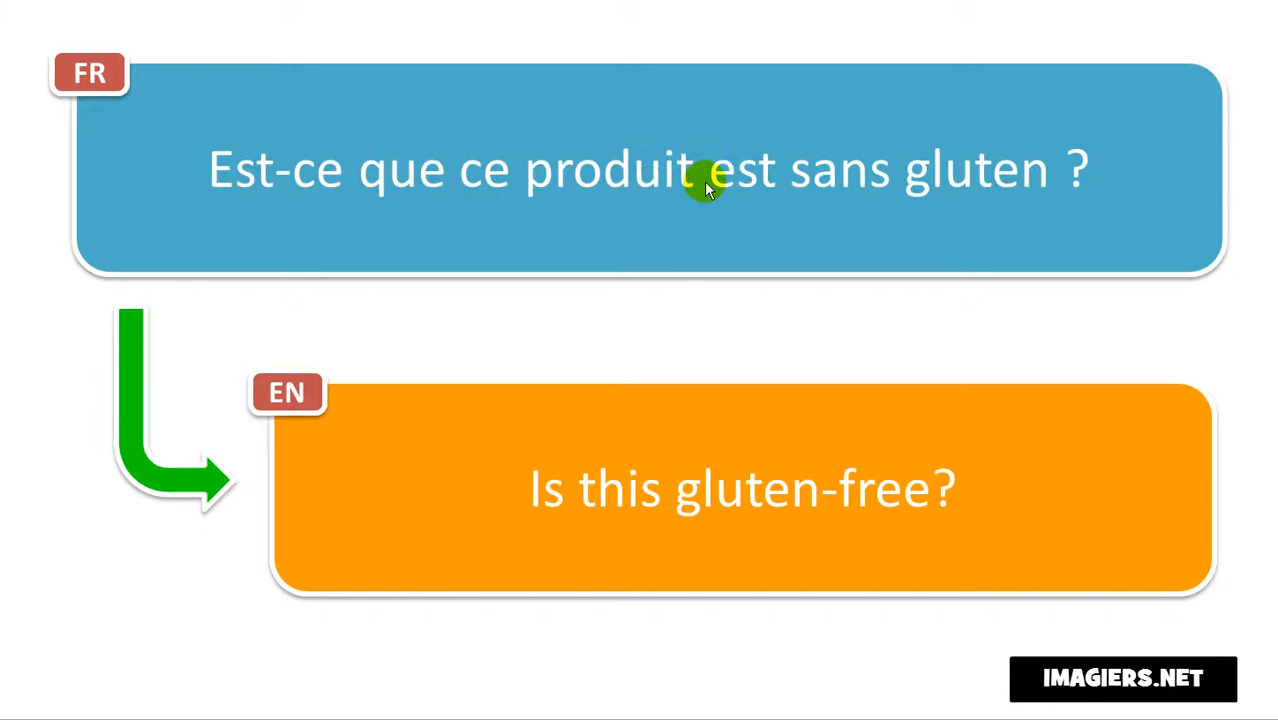 FR
Est-ce que ce produit est sans gluten ?
EN
Is this gluten-free?
IMAGIERS.NET